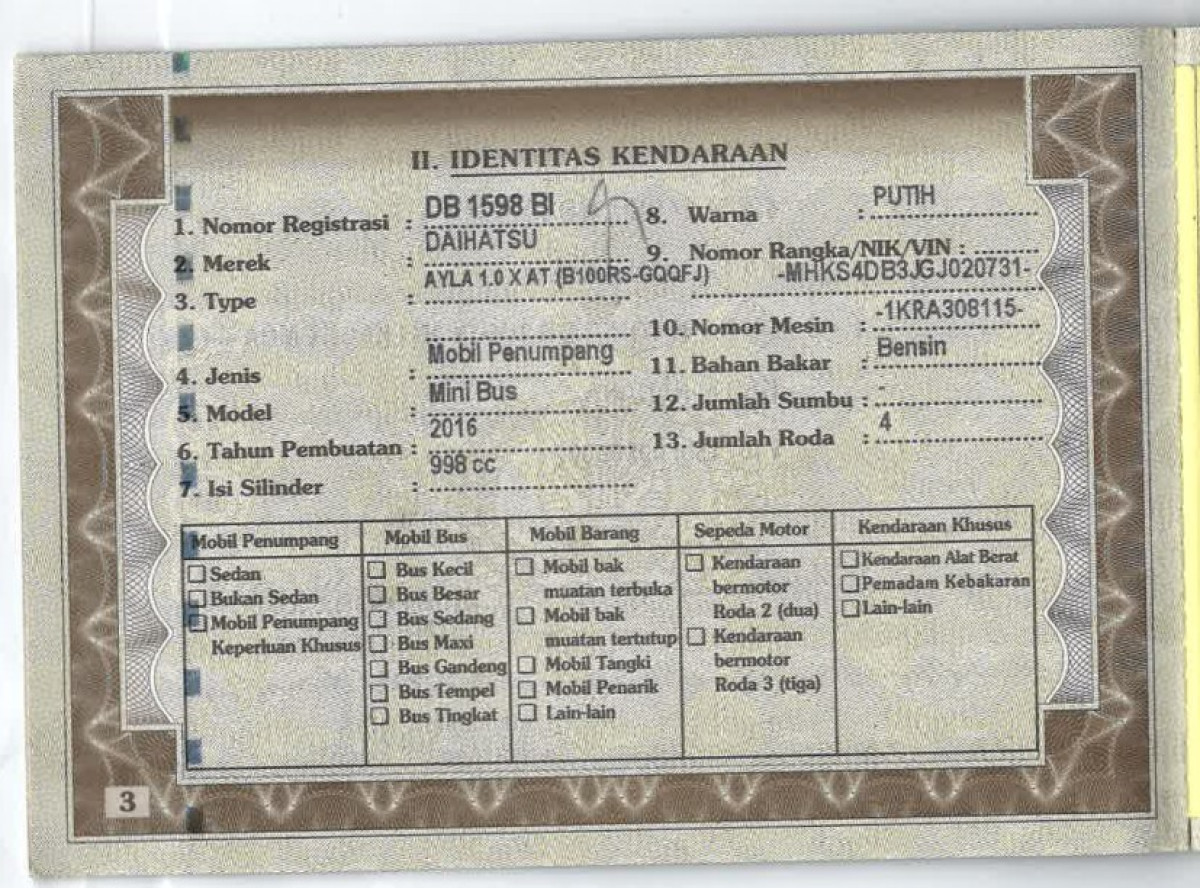 II. IDENTITAS KENDARAAN
1. Nomor Registrasi : DB 1598 BI
2. Merek : DAIHATSU
3. Type : AYLA 1.0 X AT (B100RS-GQQFJ)
4. Jenis : Mobil Penumpang
5. Model : Mini Bus
6. Tahun Pembuatan : 2016
7. Isi Silinder : 998 cc
8. Warna : PUTIH
9. Nomor Rangka/NIK/VIN :
-MHKS4DB3JGJ020731-
10. Nomor Mesin : -1KRA308115-
11. Bahan Bakar : Bensin
12. Jumlah Sumbu : -
13. Jumlah Roda : 4
Mobil Penumpang
Sedan
Bukan Sedan
Mobil Penumpang
Keperluan Khusus
Mobil Bus
Bus Kecil
Bus Besar
Bus Sedang
Bus Maxi
Bus Gandeng
Bus Tempel
Bus Tingkat
Mobil Barang
Mobil bak
muatan terbuka
Mobil bak
muatan tertutup
Mobil Tangki
Mobil Penarik
Lain-lain
Sepeda Motor
Kendaraan
bermotor
Roda 2 (dua)
Kendaraan
bermotor
Roda 3 (tiga)
Kendaraan Khusus
Kendaraan Alat Berat
Pemadam Kebakaran
Lain-lain
3